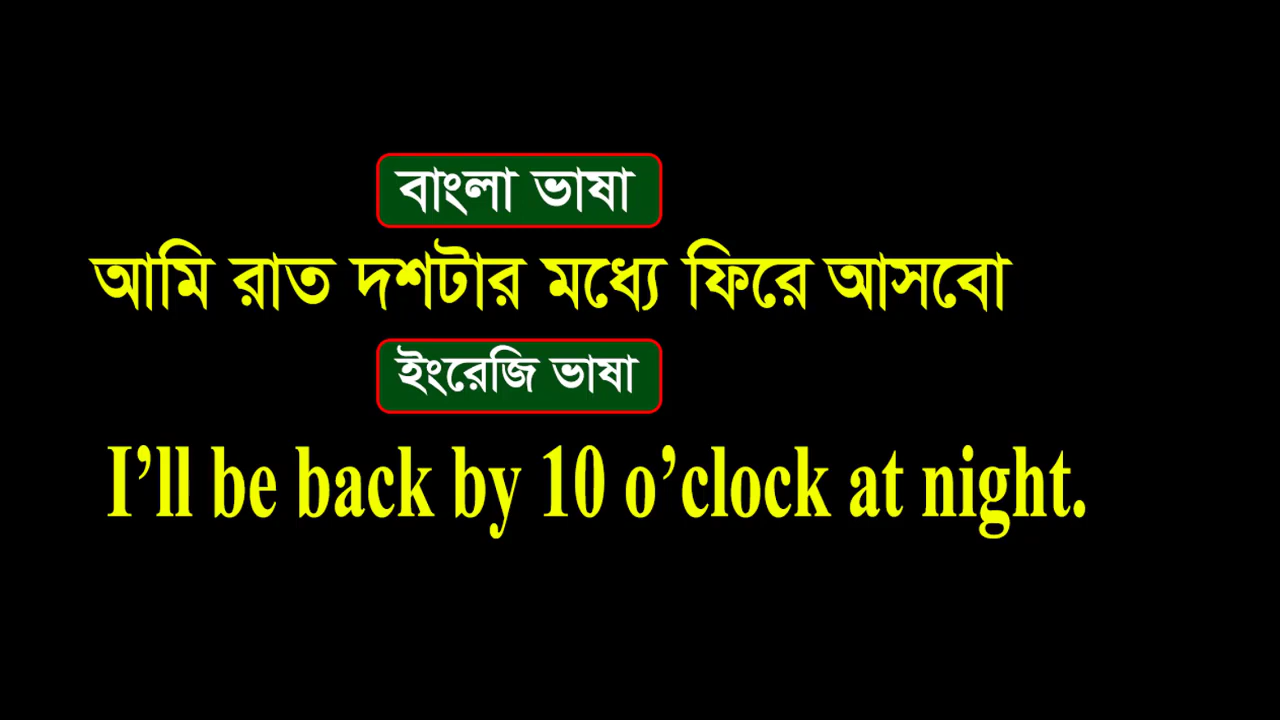 বাংলা ভাষা
আমি রাত দশটার মধ্যে ফিরে আসবো
ইংরেজি ভাষা
I’ll be back by 10 o’clock at night.